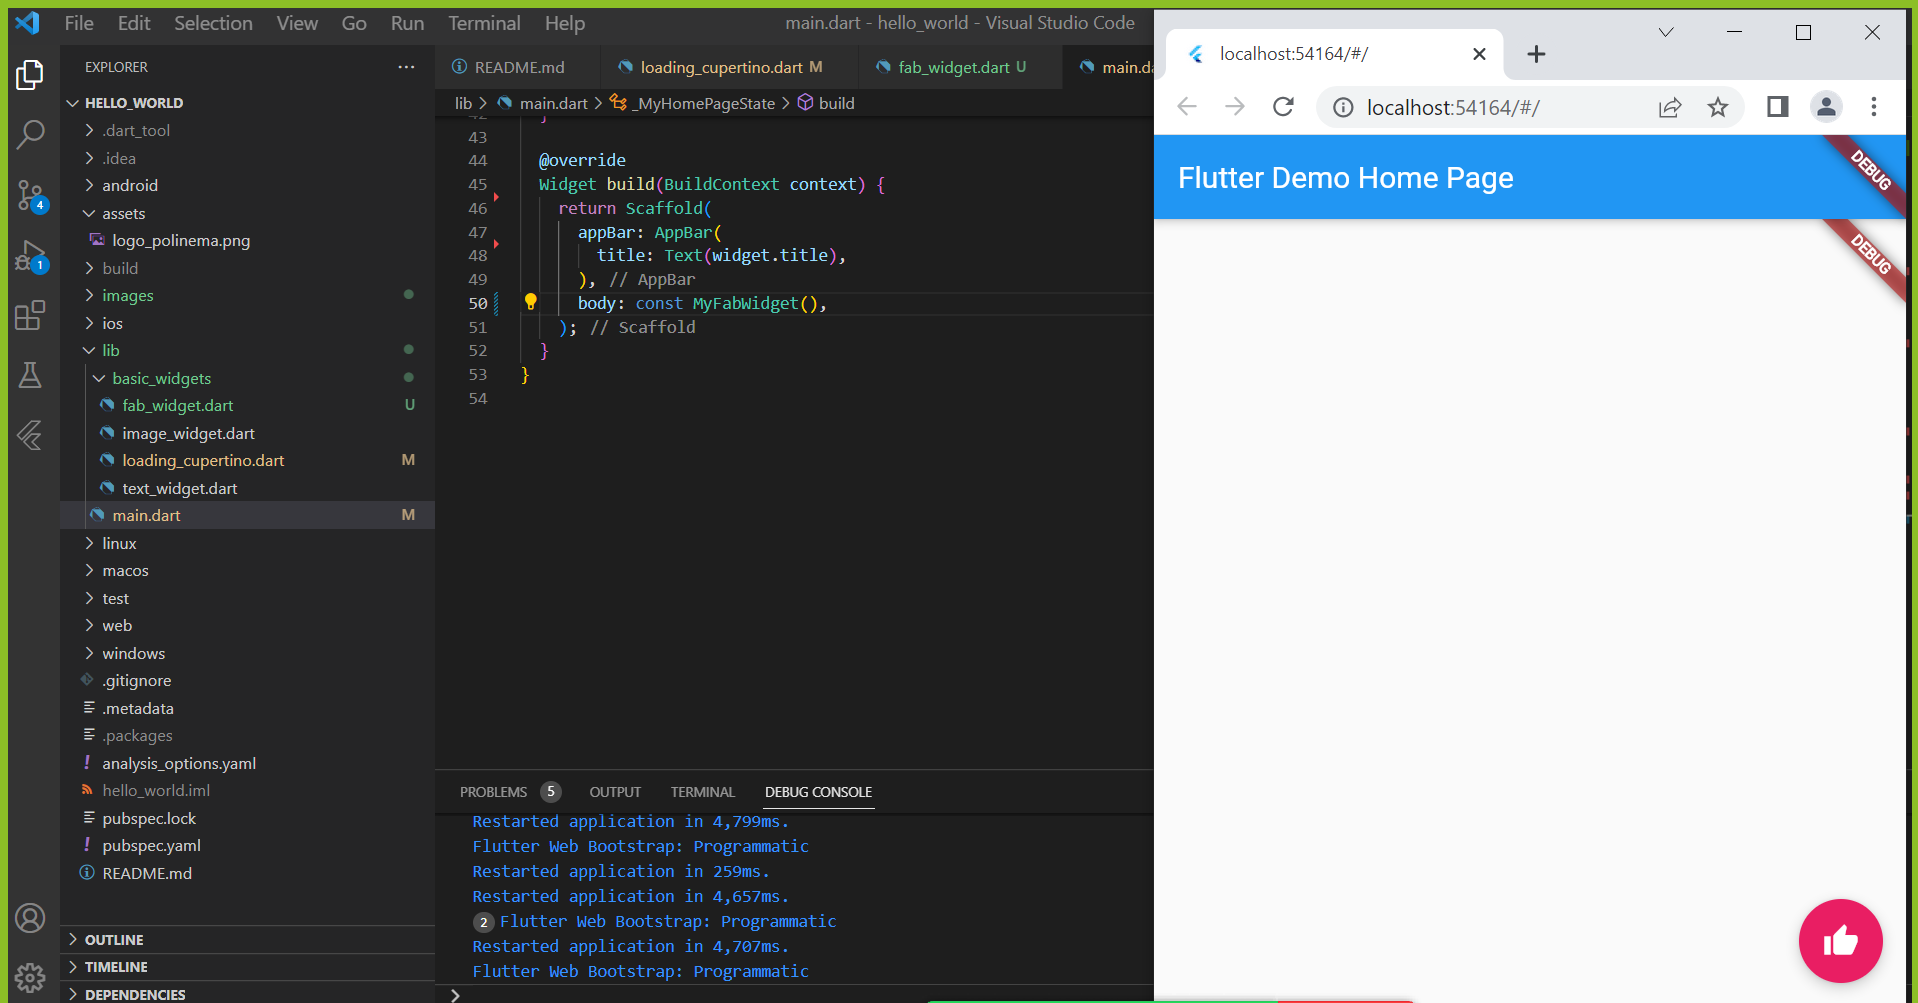 File Edit Selection View Go Run Terminal Help
main.dart - hello_world - Visual Studio Code
EXPLORER
HELLO_WORLD
.dart_tool
.idea
android
assets
logo_polinema.png
build
images
ios
lib
basic_widgets
fab_widget.dart U
image_widget.dart
loading_cupertino.dart M
text_widget.dart
main.dart M
linux
macos
test
web
windows
.gitignore
.metadata
.packages
analysis_options.yaml
hello_world.iml
pubspec.lock
pubspec.yaml
README.md
OUTLINE
TIMELINE
DEPENDENCIES
4
1
README.md loading_cupertino.dart M fab_widget.dart U main.da
lib > main.dart > _MyHomePageState > build
42 }
43
44 @override
45 Widget build(BuildContext context) {
46 return Scaffold(
47 appBar: AppBar(
48 title: Text(widget.title),
49 ), // AppBar
50 body: const MyFabWidget(),
51 ); // Scaffold
52 }
53 }
54
PROBLEMS 5 OUTPUT TERMINAL DEBUG CONSOLE
Restarted application in 4,799ms.
Flutter Web Bootstrap: Programmatic
Restarted application in 259ms.
Restarted application in 4,657ms.
2 Flutter Web Bootstrap: Programmatic
Restarted application in 4,707ms.
Flutter Web Bootstrap: Programmatic
localhost:54164/#/
localhost:54164/#/
Flutter Demo Home Page
DEBUG
DEBUG